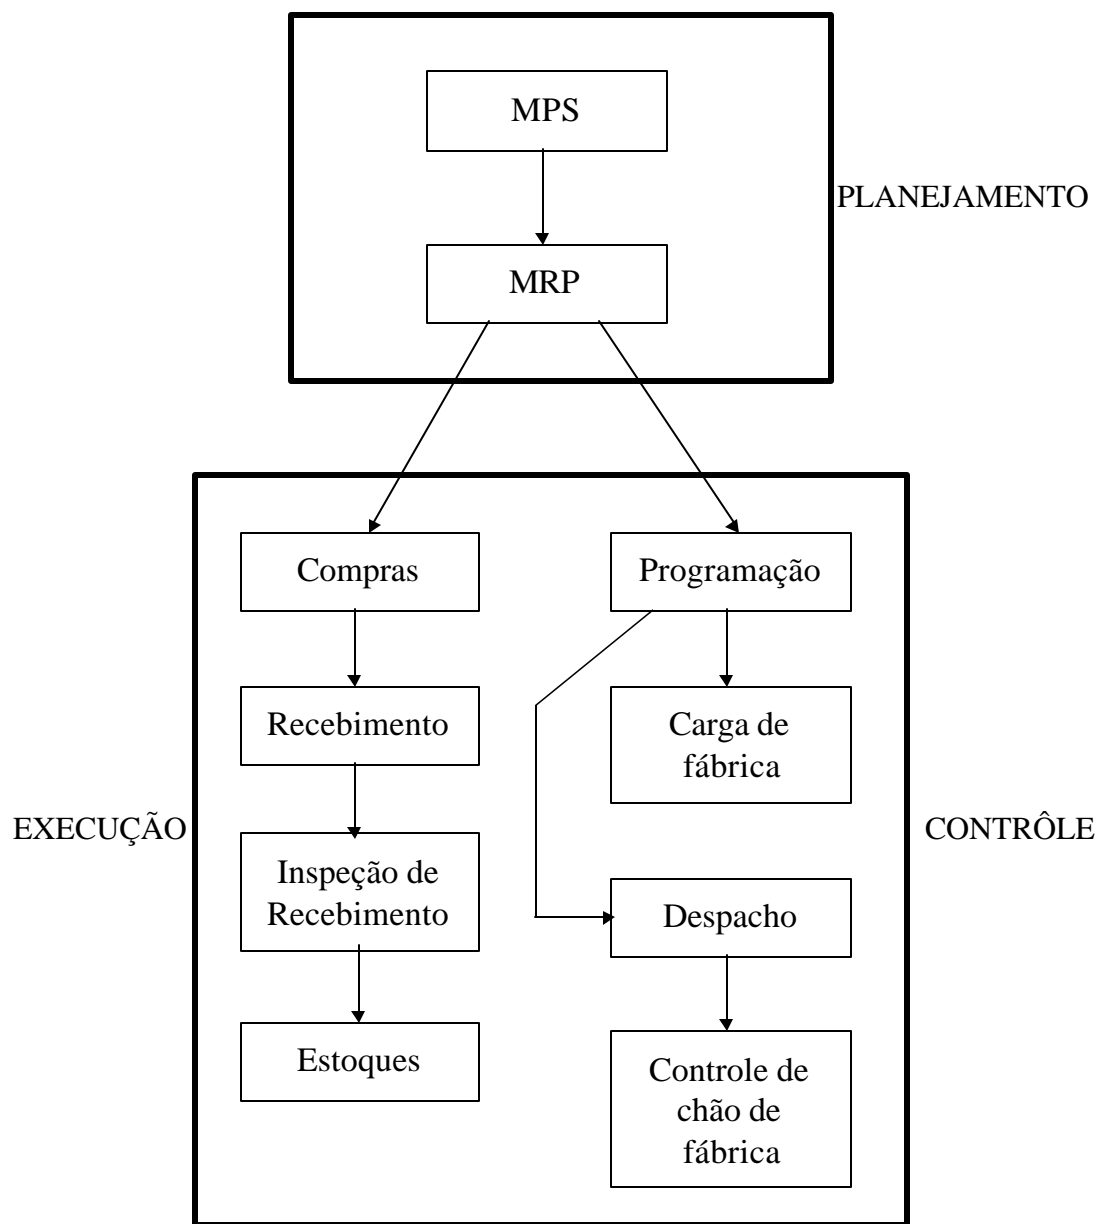 MPS
PLANEJAMENTO
MRP
Compras
Programação
Recebimento
Carga de
fábrica
EXECUÇÃO
CONTRÔLE
Inspeção de
Recebimento
Despacho
Estoques
Controle de
chão de
fábrica